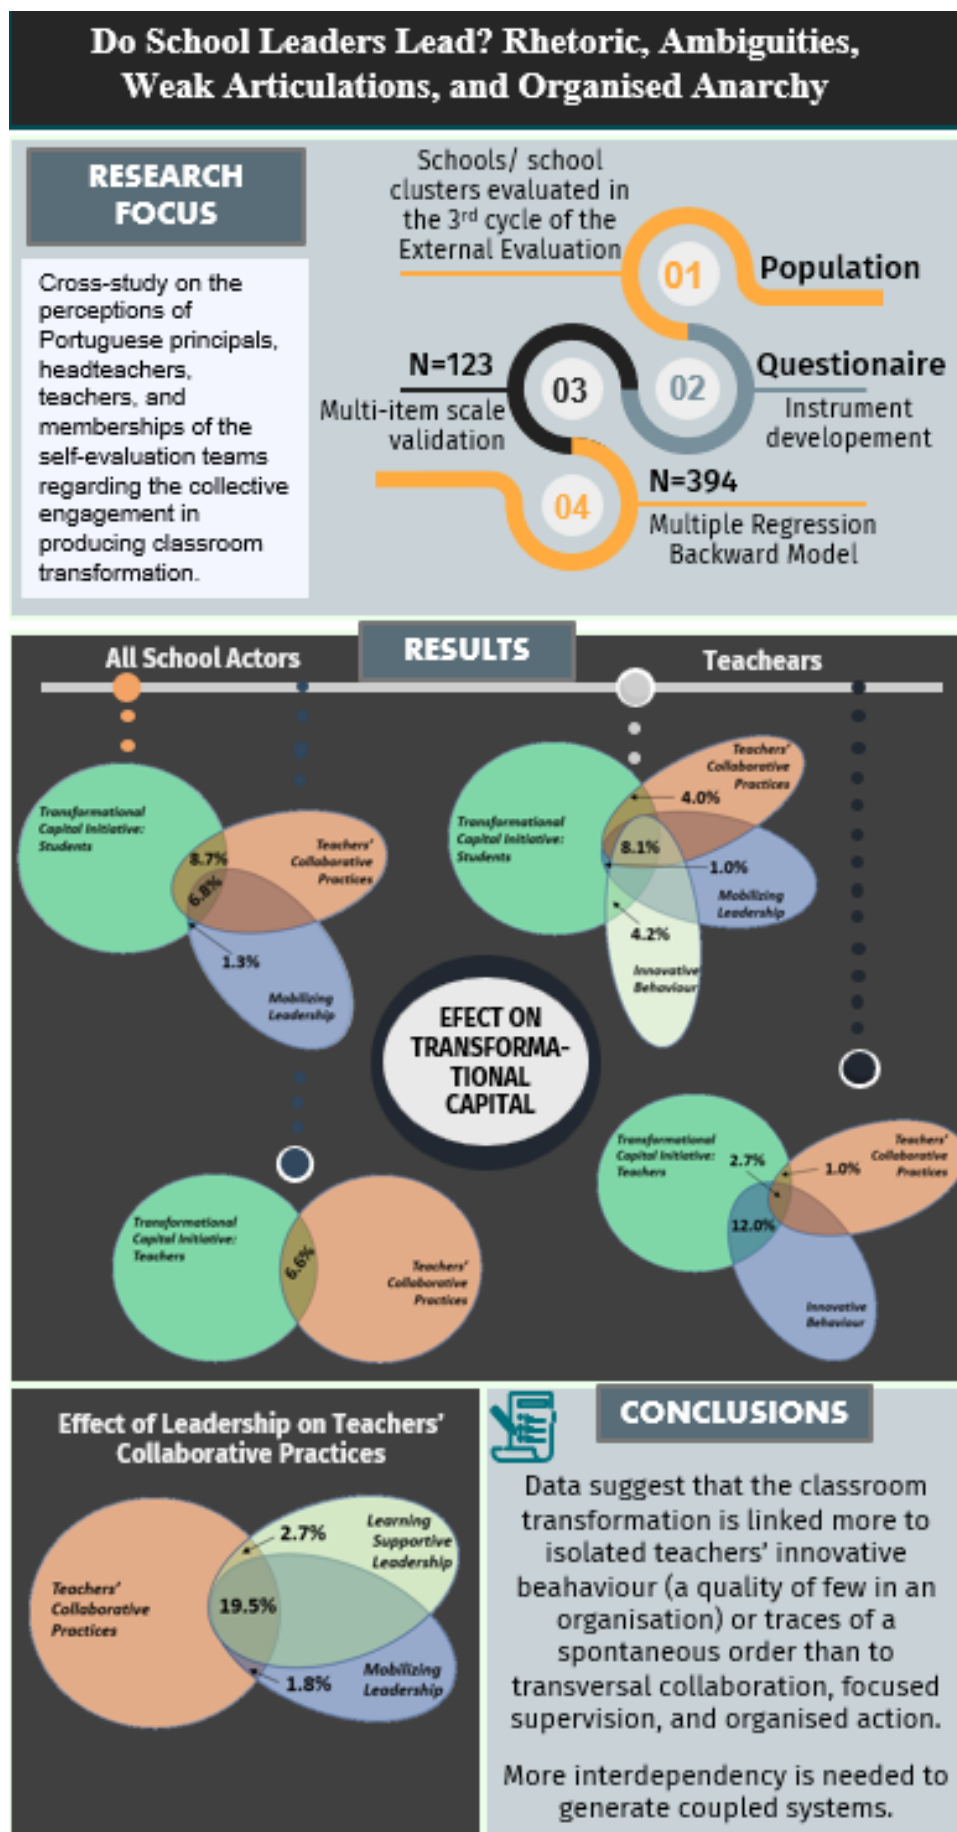 Do School Leaders Lead? Rhetoric, Ambiguities,
Weak Articulations, and Organised Anarchy
RESEARCH
FOCUS
Cross-study on the
perceptions of
Portuguese principals,
headteachers,
teachers, and
memberships of the
self-evaluation teams
regarding the collective
engagement in
producing classroom
transformation.
Schools/ school
clusters evaluated in
the 3rd cycle of the
External Evaluation
01
Population
02
Questionaire
Instrument
developement
N=123
Multi-item scale
validation
03
04
N=394
Multiple Regression
Backward Model
RESULTS
All School Actors
Teachears
Transformational
Capital Initiative:
Students
8.7%
6.8%
1.3%
Teachers'
Collaborative
Practices
Mobilizing
Leadership
Transformational
Capital Initiative:
Students
Teachers'
Collaborative
Practices
4.0%
8.1%
1.0%
Mobilizing
Leadership
4.2%
Innovative
Behaviour
EFECT ON
TRANSFORMA-
TIONAL
CAPITAL
Transformational
Capital Initiative:
Teachers
6.6%
Teachers'
Collaborative
Practices
Transformational
Capital Initiative:
Teachers
2.7%
1.0%
12.0%
Teachers'
Collaborative
Practices
Innovative
Behaviour
Effect of Leadership on Teachers'
Collaborative Practices
Teachers'
Collaborative
Practices
2.7%
19.5%
1.8%
Learning
Supportive
Leadership
Mobilizing
Leadership
CONCLUSIONS
Data suggest that the classroom
transformation is linked more to
isolated teachers' innovative
beahaviour (a quality of few in an
organisation) or traces of a
spontaneous order than to
transversal collaboration, focused
supervision, and organised action.
More interdependency is needed to
generate coupled systems.